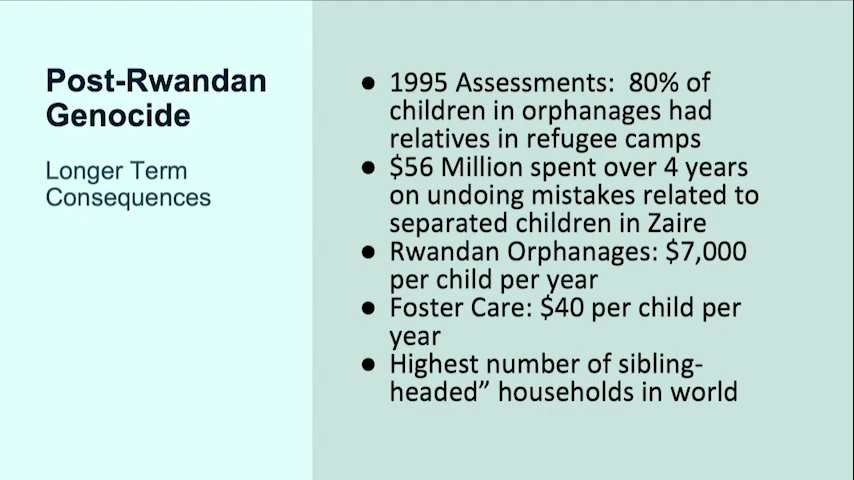 Post-Rwandan
Genocide
Longer Term
Consequences
● 1995 Assessments:  80% of
children in orphanages had
relatives in refugee camps
● $56 Million spent over 4 years
on undoing mistakes related to
separated children in Zaire
● Rwandan Orphanages: $7,000
per child per year
● Foster Care: $40 per child per
year
● Highest number of sibling-
headed” households in world